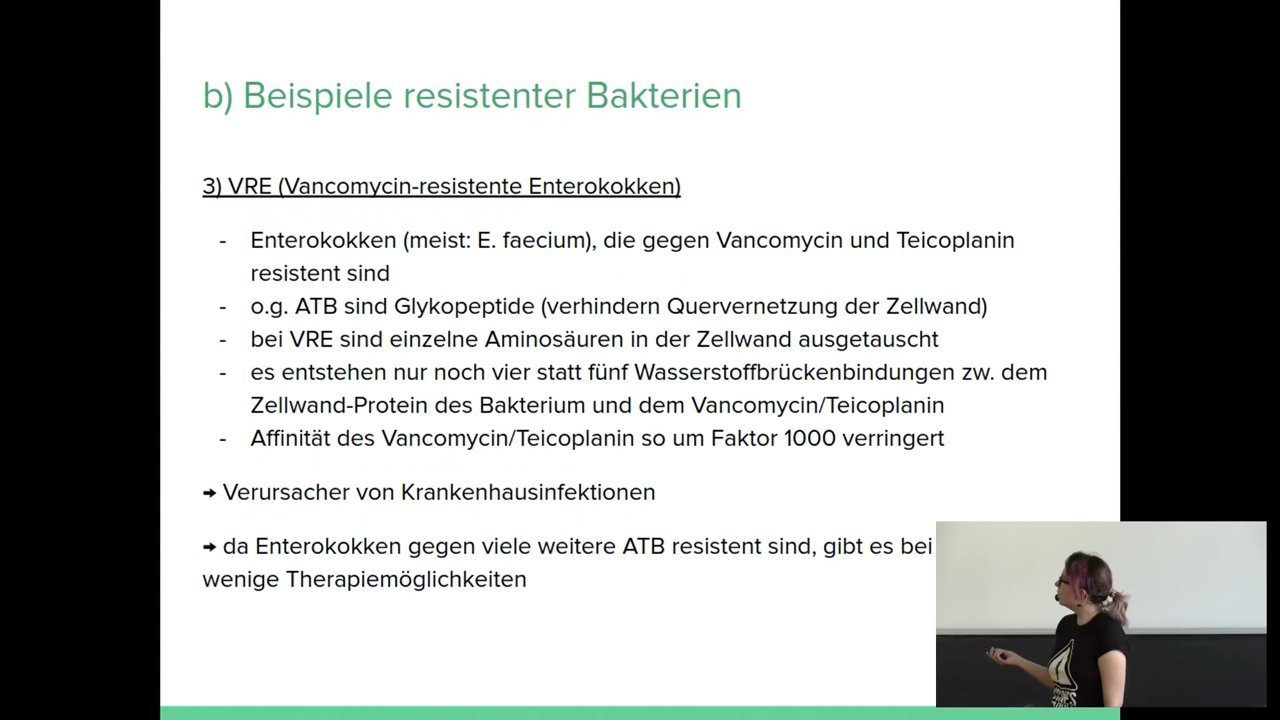 b) Beispiele resistenter Bakterien
3) VRE (Vancomycin-resistente Enterokokken)
- Enterokokken (meist: E. faecium), die gegen Vancomycin und Teicoplanin
resistent sind
- o.g. ATB sind Glykopeptide (verhindern Quervernetzung der Zellwand)
- bei VRE sind einzelne Aminosäuren in der Zellwand ausgetauscht
- es entstehen nur noch vier statt fünf Wasserstoffbrückenbindungen zw. dem
Zellwand-Protein des Bakterium und dem Vancomycin/Teicoplanin
- Affinität des Vancomycin/Teicoplanin so um Faktor 1000 verringert
➞ Verursacher von Krankenhausinfektionen
➞ da Enterokokken gegen viele weitere ATB resistent sind, gibt es bei
wenige Therapiemöglichkeiten